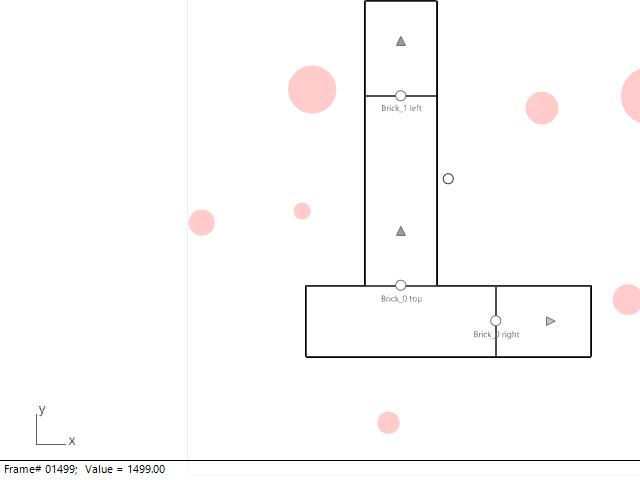 Brick_1 left
Brick_0 top
Brick_0 right
y
x
Frame# 01499; Value = 1499.00